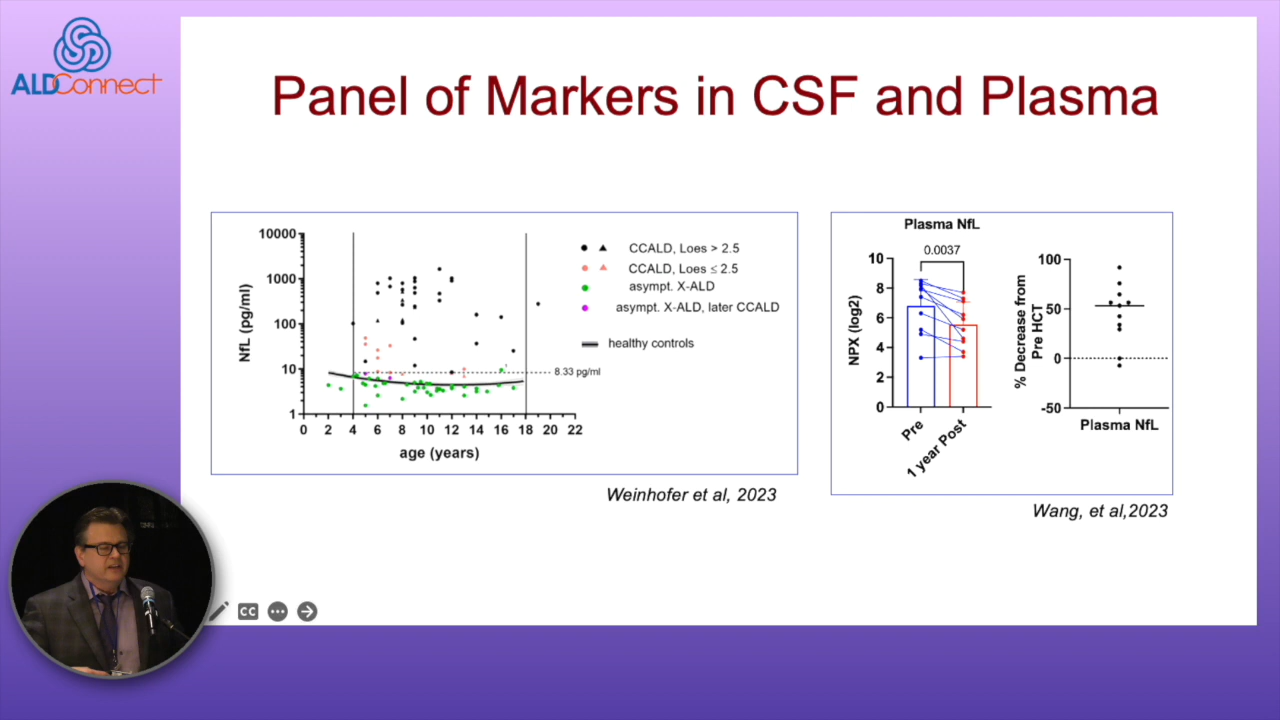 ALDConnect
Panel of Markers in CSF and Plasma
10000
1000
100
10
1
NfL (pg/ml)
0 2 4 6 8 10 12 14 16 18 20 22
age (years)
CCALD, Loes > 2.5
CCALD, Loes ≤ 2.5
asympt. X-ALD
asympt. X-ALD, later CCALD
healthy controls
8.33 pg/ml
Weinhofer et al, 2023
Plasma NfL
0.0037
10
8
6
4
2
0
NPX (log2)
Pre
1 year Post
100
50
0
-50
% Decrease from
Pre HCT
Plasma NfL
Wang, et al,2023
CC